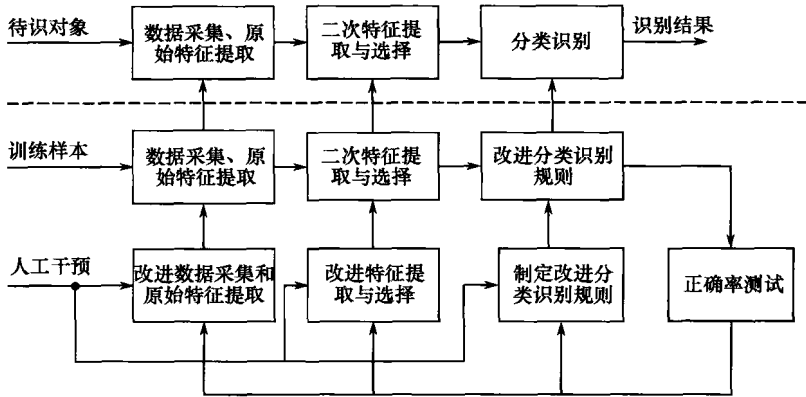 待识对象
数据采集、原
始特征提取
二次特征提
取与选择
分类识别
识别结果
训练样本
数据采集、原
始特征提取
二次特征提
取与选择
改进分类识别
规则
人工干预
改进数据采集和
原始特征提取
改进特征提
取与选择
制定改进分
类识别规则
正确率测试